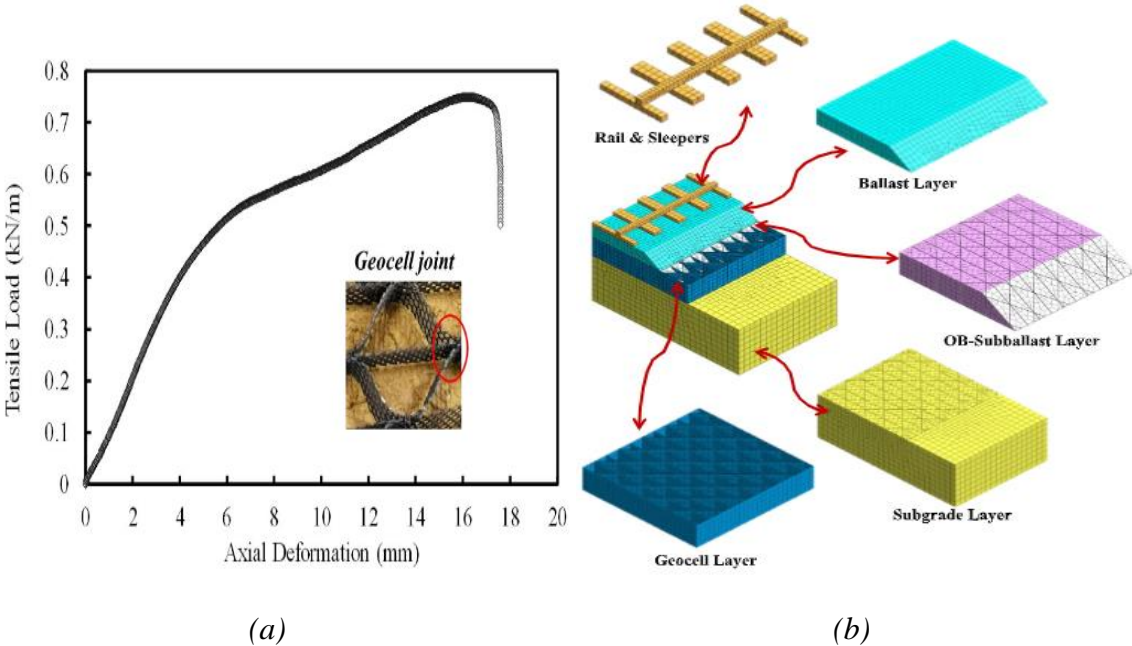 0.8
0.7
0.6
0.5
0.4
0.3
0.2
0.1
0
Tensile Load (kN/m)
Geocell joint
0 2 4 6 8 10 12 14 16 18 20
Axial Deformation (mm)
(a)
Rail & Sleepers
Ballast Layer
OB-Subballast Layer
Subgrade Layer
Geocell Layer
(b)